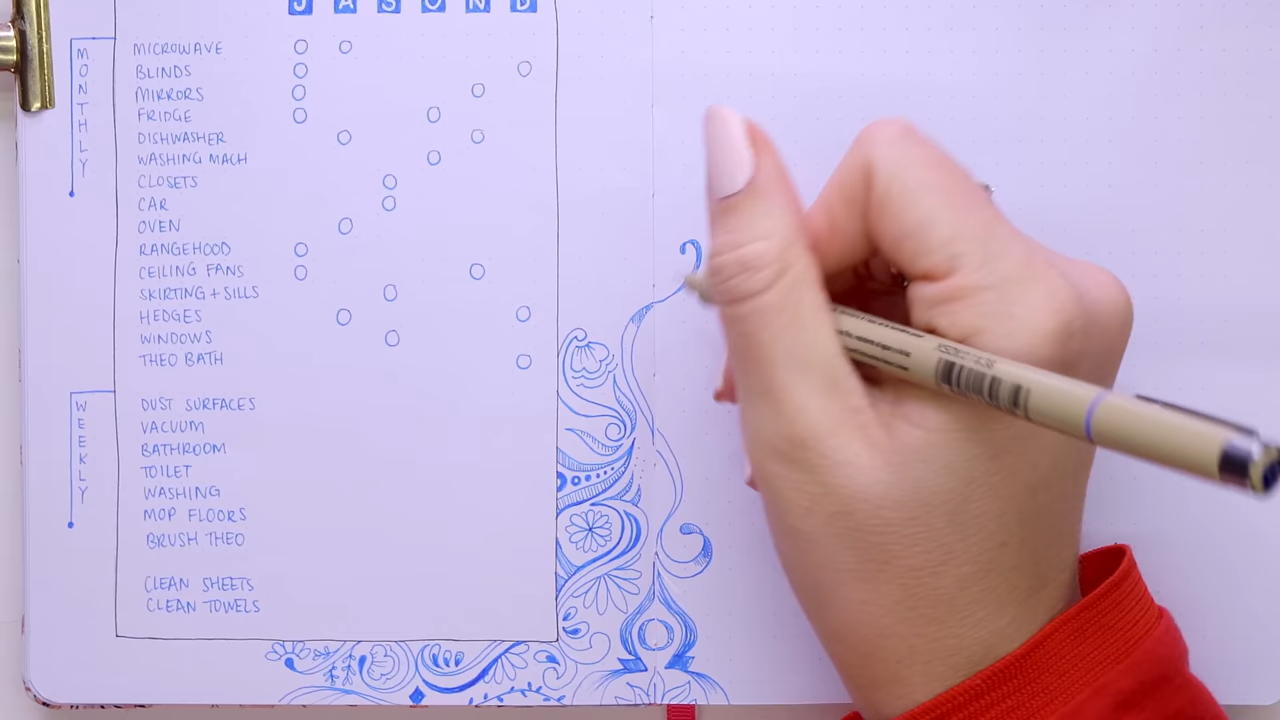 J A S O N D
MONTHLY
MICROWAVE
BLINDS
MIRRORS
FRIDGE
DISHWASHER
WASHING MACH
CLOSETS
CAR
OVEN
RANGEHOOD
CEILING FANS
SKIRTING + SILLS
HEDGES
WINDOWS
THEO BATH
WEEKLY
DUST SURFACES
VACUUM
BATHROOM
TOILET
WASHING
MOP FLOORS
BRUSH THEO
CLEAN SHEETS
CLEAN TOWELS